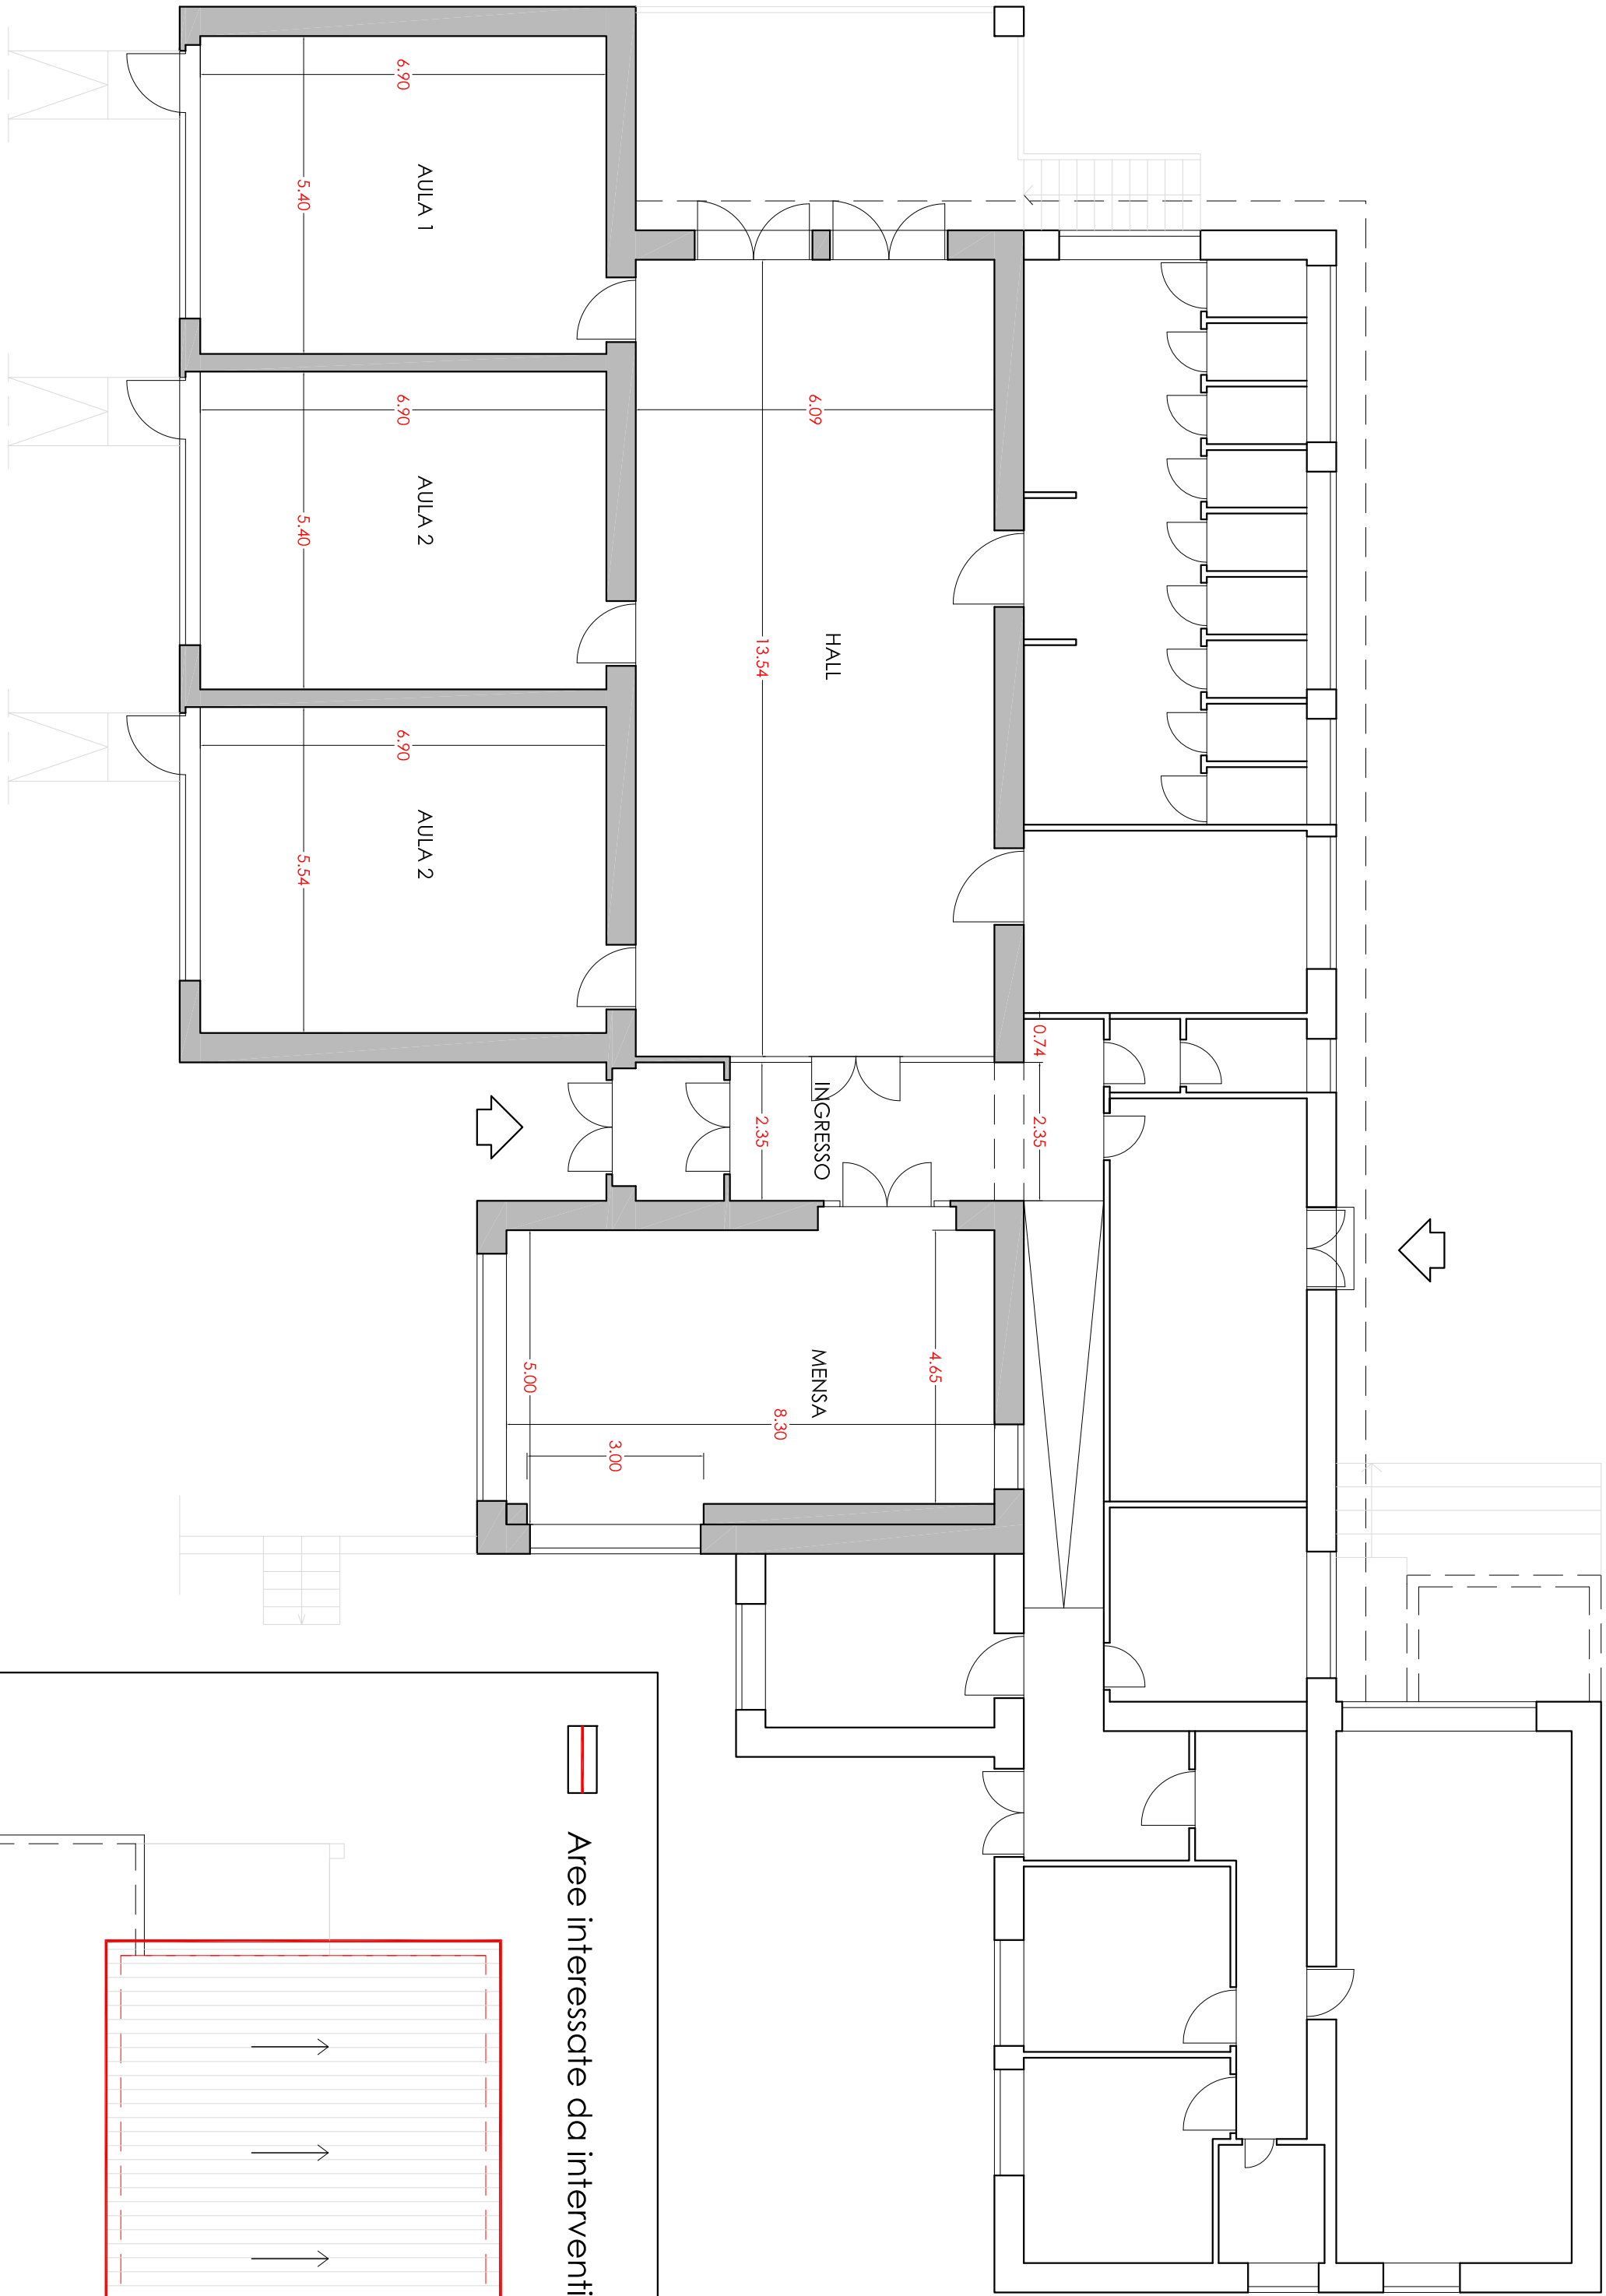 AULA 1
6.90
5.40
AULA 2
6.90
5.40
AULA 2
6.90
5.54
HALL
6.09
13.54
INGRESSO
2.35
0.74
2.35
MENSA
4.65
5.00
8.30
3.00
Aree interessate da interventi